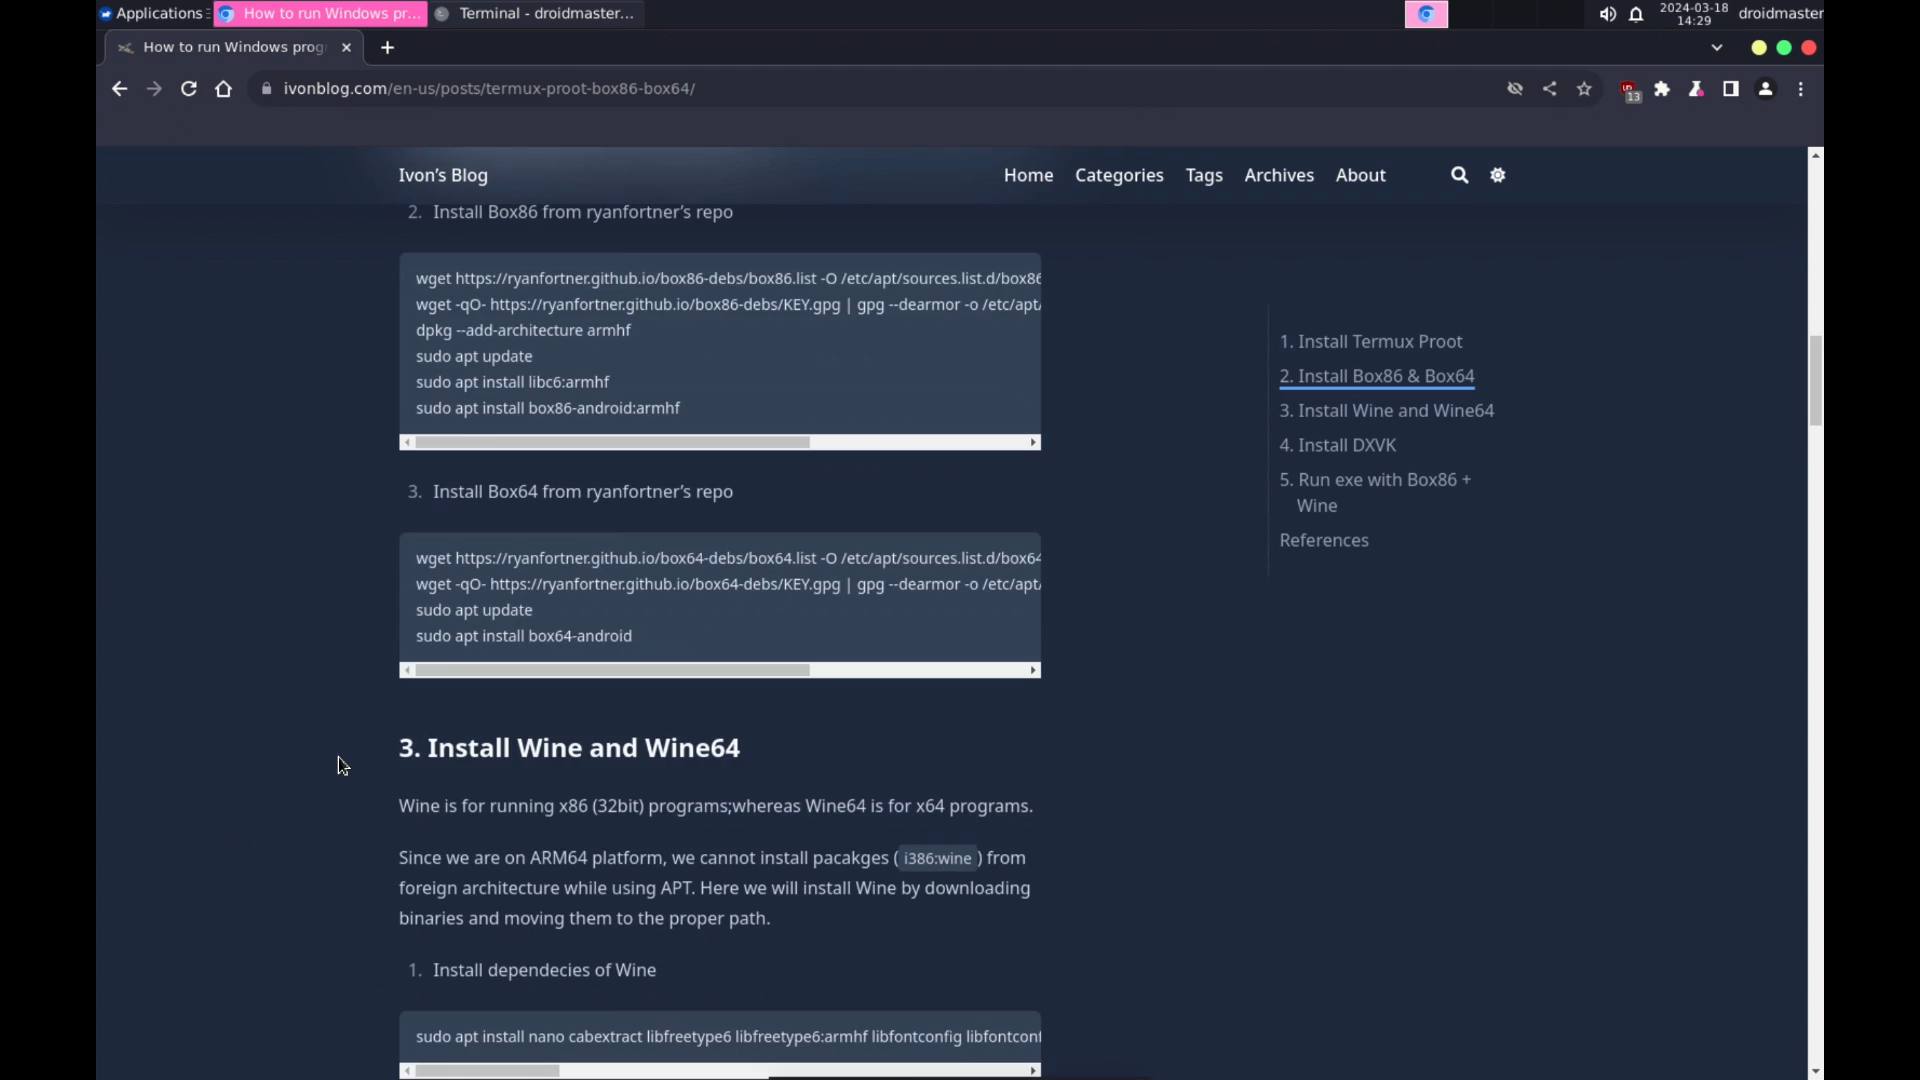 Applications
How to run Windows pr...
Terminal - droidmaster...
2024-03-18
14:29
droidmaster
How to run Windows prog
ivonblog.com/en-us/posts/termux-proot-box86-box64/
13
Ivon's Blog
Home Categories Tags Archives About
2. Install Box86 from ryanfortner's repo
wget https://ryanfortner.github.io/box86-debs/box86.list -O /etc/apt/sources.list.d/box86
wget -qO- https://ryanfortner.github.io/box86-debs/KEY.gpg | gpg --dearmor -o /etc/apt/
dpkg --add-architecture armhf
sudo apt update
sudo apt install libc6:armhf
sudo apt install box86-android:armhf
3. Install Box64 from ryanfortner's repo
wget https://ryanfortner.github.io/box64-debs/box64.list -O /etc/apt/sources.list.d/box64
wget -qO- https://ryanfortner.github.io/box64-debs/KEY.gpg | gpg --dearmor -o /etc/apt/
sudo apt update
sudo apt install box64-android
3. Install Wine and Wine64
Wine is for running x86 (32bit) programs;whereas Wine64 is for x64 programs.
Since we are on ARM64 platform, we cannot install pacakges ( i386:wine ) from
foreign architecture while using APT. Here we will install Wine by downloading
binaries and moving them to the proper path.
1. Install dependecies of Wine
sudo apt install nano cabextract libfreetype6 libfreetype6:armhf libfontconfig libfontconf
1. Install Termux Proot
2. Install Box86 & Box64
3. Install Wine and Wine64
4. Install DXVK
5. Run exe with Box86 +
Wine
References